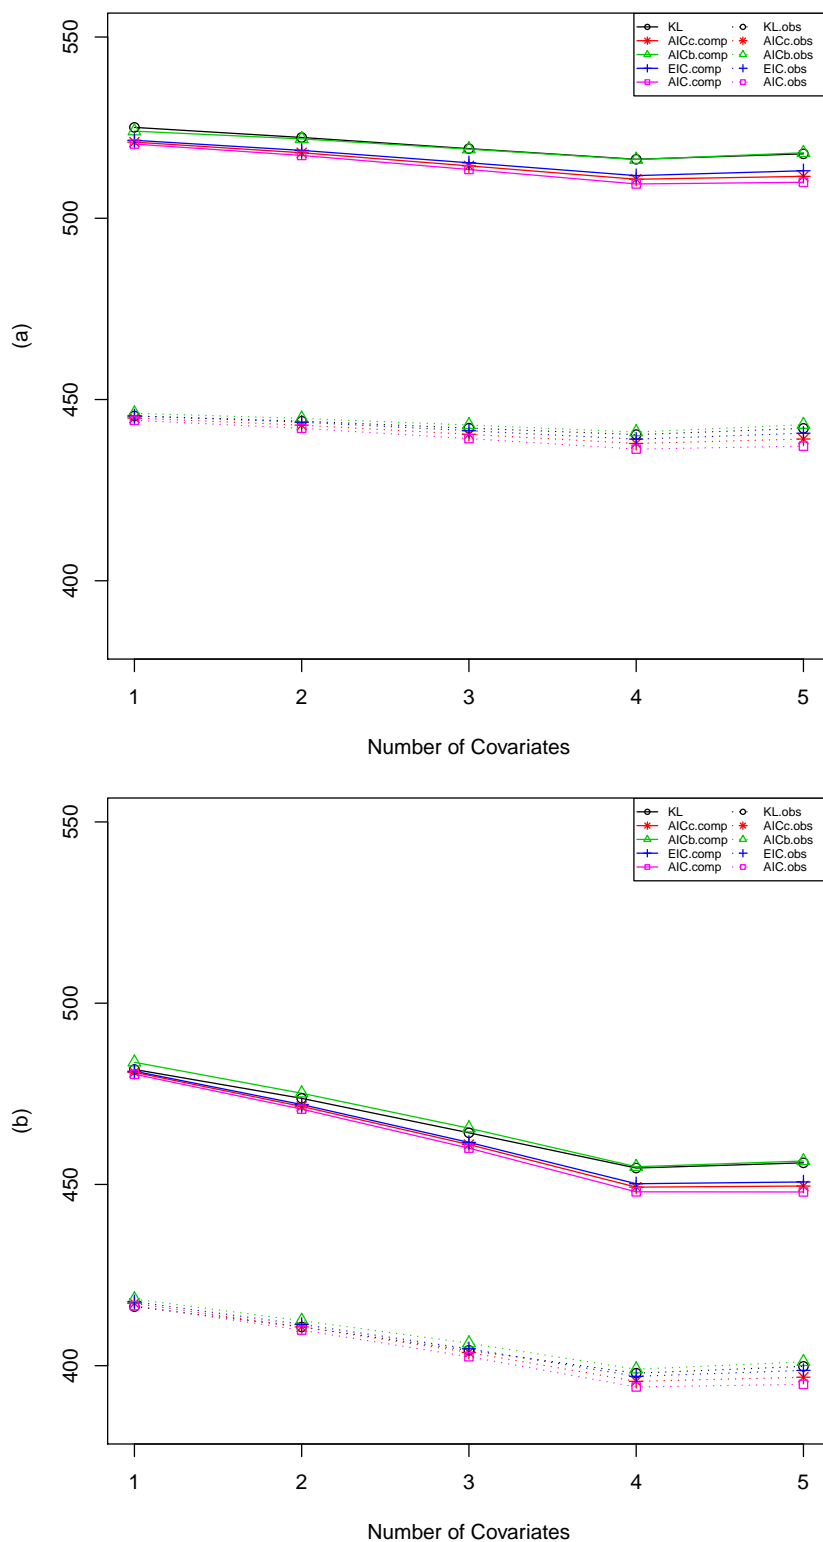 550
KL KL.obs
AICc.comp AICc.obs
AICb.comp AICb.obs
EIC.comp EIC.obs
AIC.comp AIC.obs
500
(a)
450
400
1 2 3 4 5
Number of Covariates
KL KL.obs
550
AICc.comp AICc.obs
AICb.comp AICb.obs
EIC.comp EIC.obs
AIC.comp AIC.obs
500
(b)
450
400
1 2 3 4 5
Number of Covariates